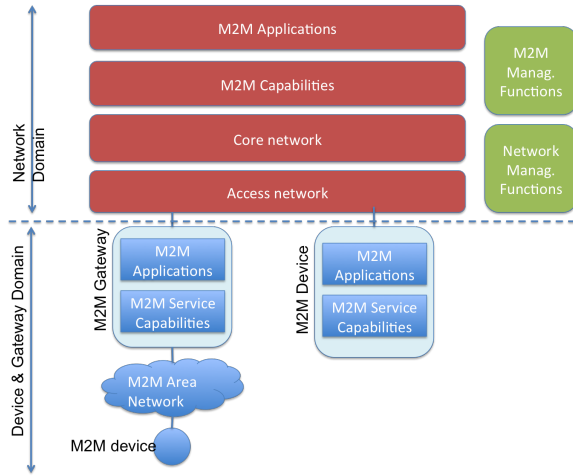 M2M Applications
M2M Capabilities
Core network
Access network
M2M
Manag.
Functions
Network
Manag.
Functions
Network
Domain
Device & Gateway Domain
M2M Gateway
M2M
Applications
M2M Service
Capabilities
M2M Device
M2M
Applications
M2M Service
Capabilities
M2M Area
Network
M2M device